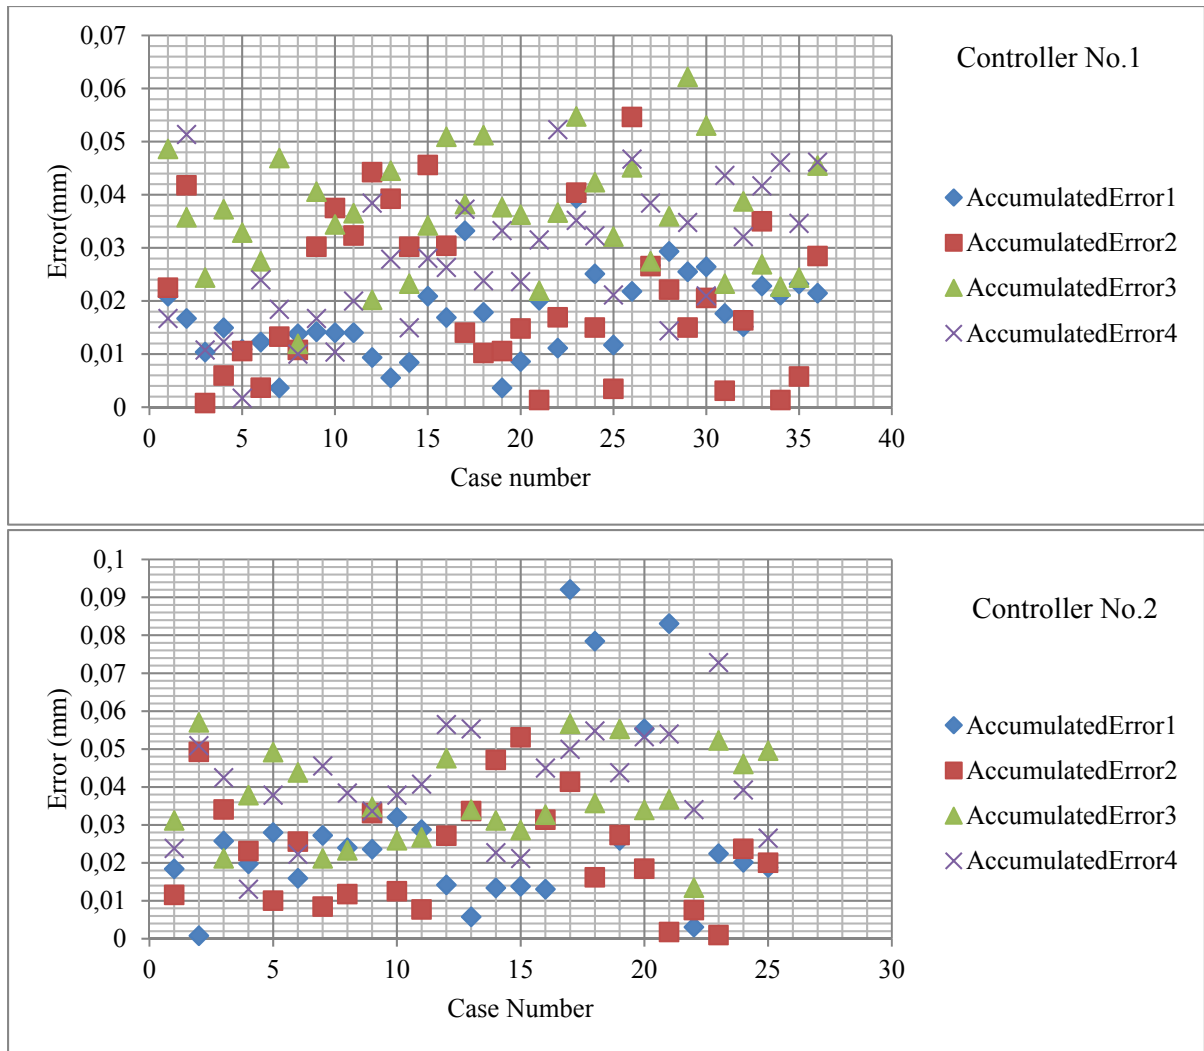 0,07
0,06
0,05
0,04
0,03
0,02
0,01
0
Error(mm)
0 5 10 15 20 25 30 35 40
Case number
Controller No.1
AccumulatedError1
AccumulatedError2
AccumulatedError3
AccumulatedError4
0,1
0,09
0,08
0,07
0,06
0,05
0,04
0,03
0,02
0,01
0
Error (mm)
0 5 10 15 20 25 30
Case Number
Controller No.2
AccumulatedError1
AccumulatedError2
AccumulatedError3
AccumulatedError4